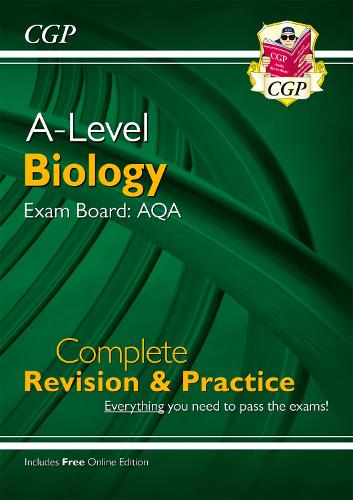 CGP
CGP
CGP
A-Level
Biology
Exam Board: AQA
Complete
Revision & Practice
Everything you need to pass the exams!
Includes Free Online Edition